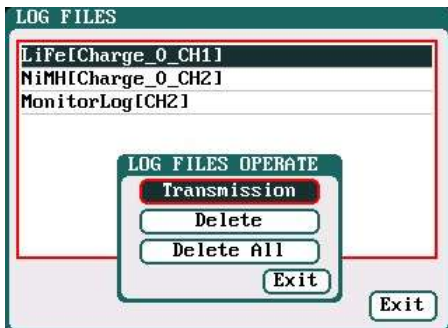 LOG FILES
LiFe[Charge_0_CH1]
NiMH[Charge_0_CH2]
MonitorLog[CH2]
LOG FILES OPERATE
Transmission
Delete
Delete All
Exit
Exit